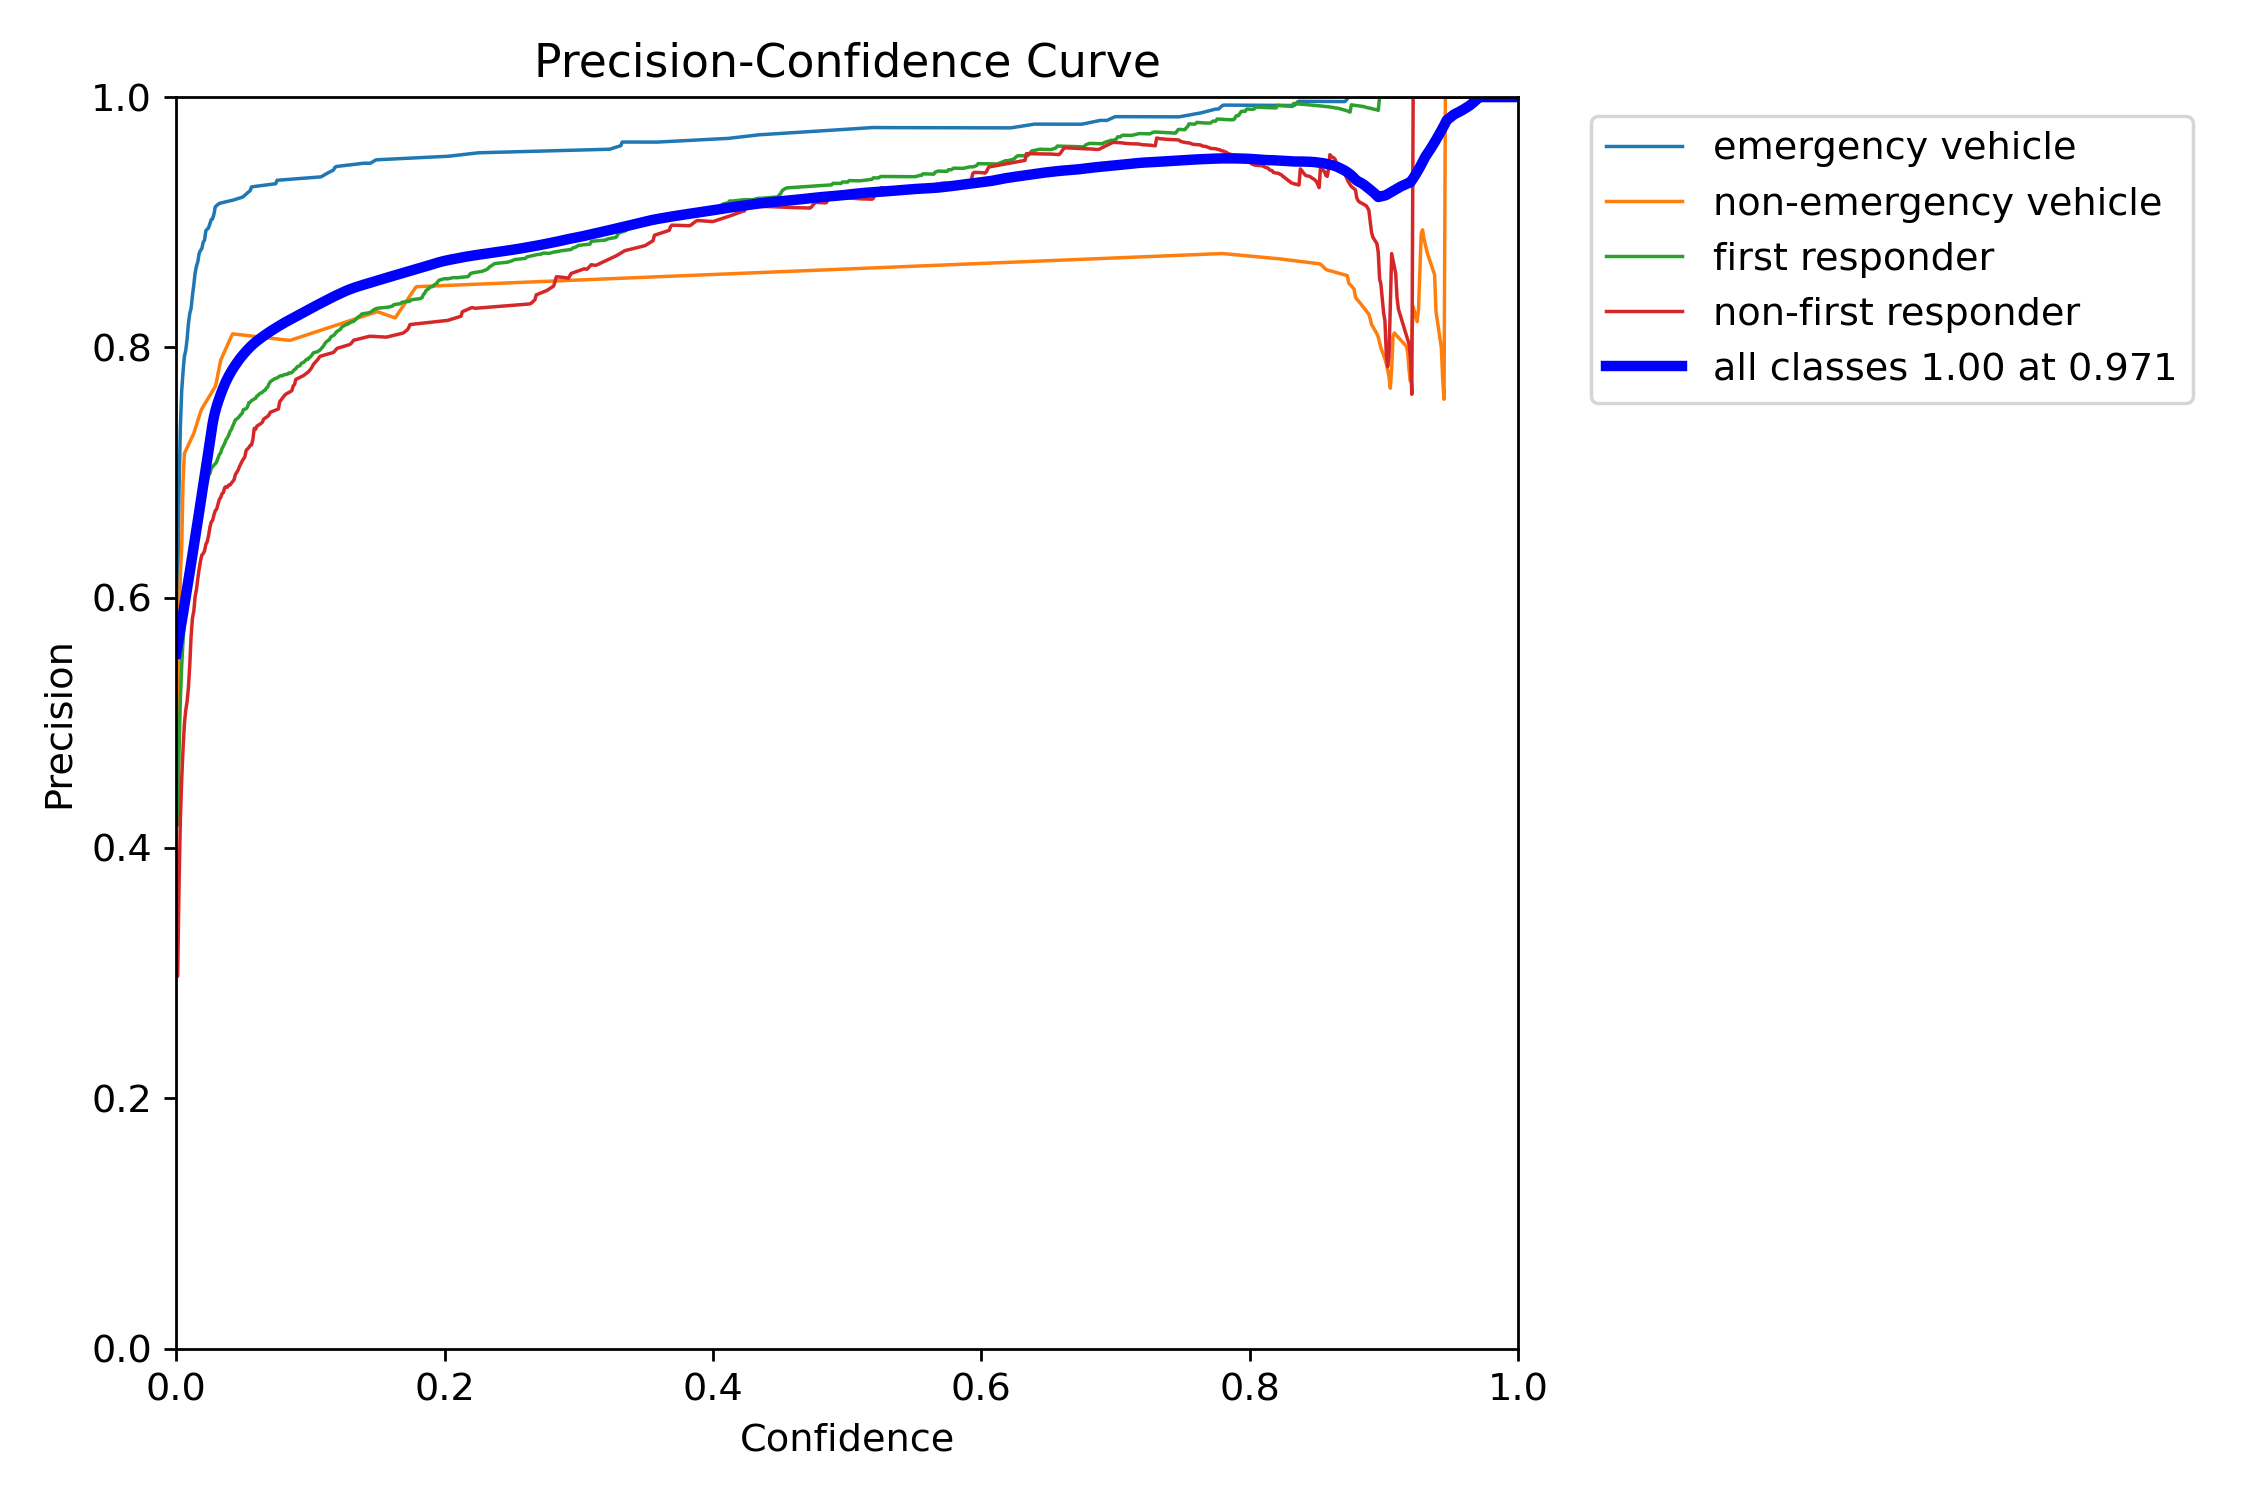 Precision-Confidence Curve
1.0
0.8
0.6
0.4
0.2
0.0
Precision
0.0 0.2 0.4 0.6 0.8 1.0
Confidence
emergency vehicle
non-emergency vehicle
first responder
non-first responder
all classes 1.00 at 0.971